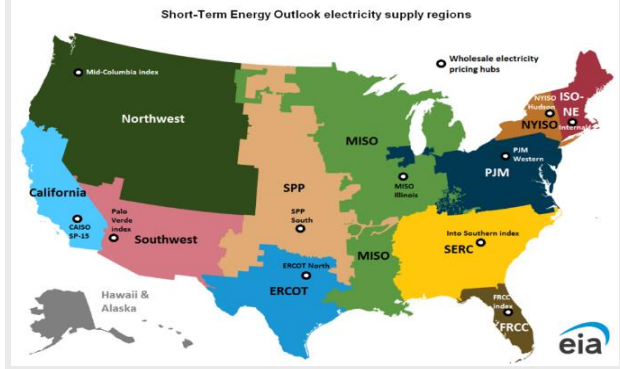 Short-Term Energy Outlook electricity supply regions
Wholesale electricity
pricing hubs
Mid-Columbia index
Northwest
MISO
NYISO
Hudson
ISO-
NE
Internal
NYISO
PJM
Western
PJM
California
SPP
MISO
Illinois
CAISO
SP-15
Palo
Verde
index
Southwest
SPP
South
MISO
Into Southern index
SERC
ERCOT North
ERCOT
Hawaii &
Alaska
FRCC
index
FRCC
eia